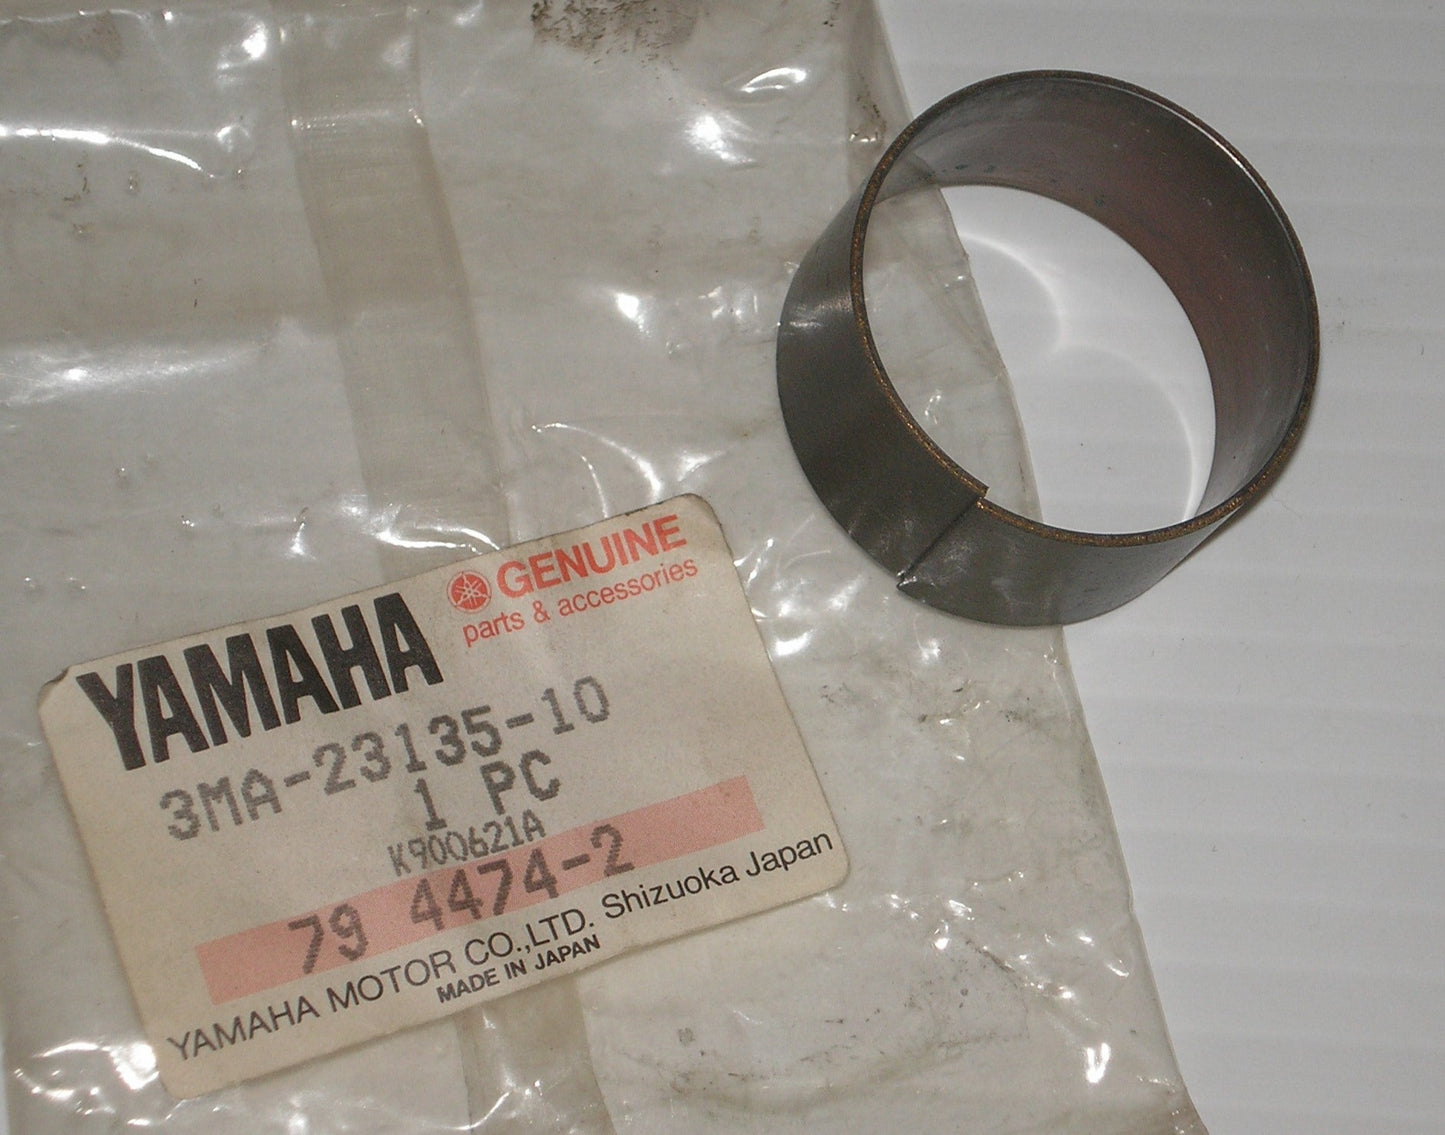 YAMAHA GENUINE
parts & accessories
3MA-23135-10
1 PC
K900621A
79 4474-2
YAMAHA MOTOR CO.,LTD. Shizuoka Japan
MADE IN JAPAN